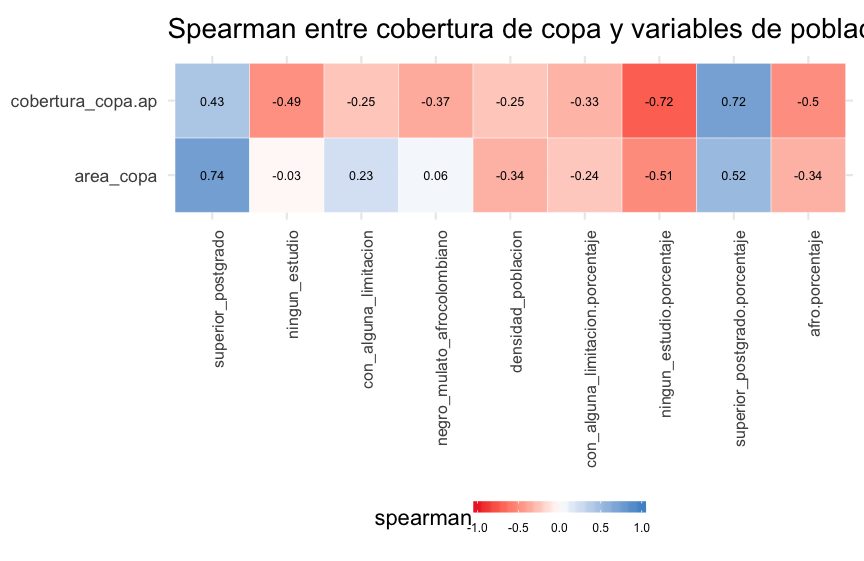 Spearman entre cobertura de copa y variables de poblac
cobertura_copa.ap
0.43 -0.49 -0.25 -0.37 -0.25 -0.33 -0.72 0.72 -0.5
area_copa
0.74 -0.03 0.23 0.06 -0.34 -0.24 -0.51 0.52 -0.34
superior_postgrado
ningun_estudio
con_alguna_limitacion
negro_mulato_afrocolombiano
densidad_poblacion
con_alguna_limitacion.porcentaje
ningun_estudio.porcentaje
superior_postgrado.porcentaje
afro.porcentaje
spearman
-1.0 -0.5 0.0 0.5 1.0